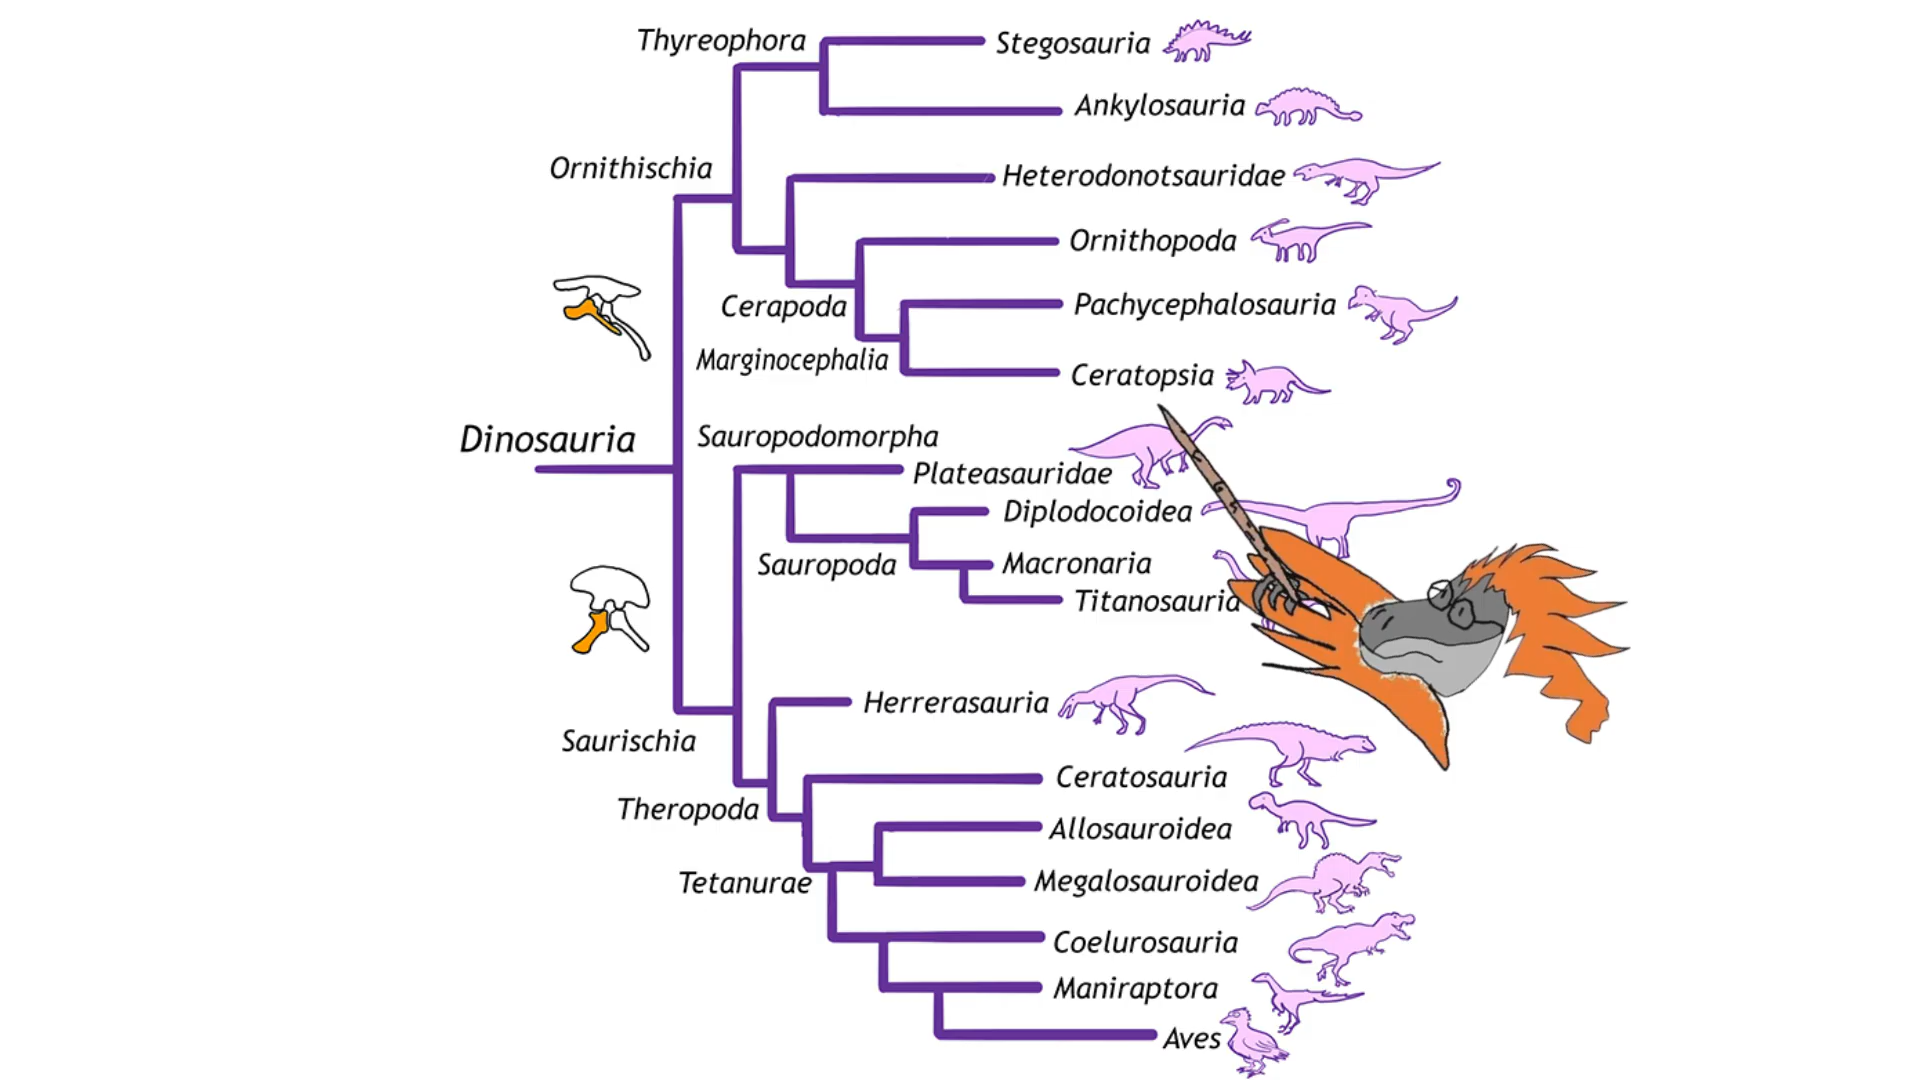 Thyreophora
Stegosauria
Ankylosauria
Ornithischia
Heterodonotsauridae
Ornithopoda
Cerapoda
Pachycephalosauria
Marginocephalia
Ceratopsia
Dinosauria
Sauropodomorpha
Plateasauridae
Diplodocoidea
Sauropoda
Macronaria
Titanosauria
Herrerasauria
Saurischia
Ceratosauria
Theropoda
Allosauroidea
Tetanurae
Megalosauroidea
Coelurosauria
Maniraptora
Aves